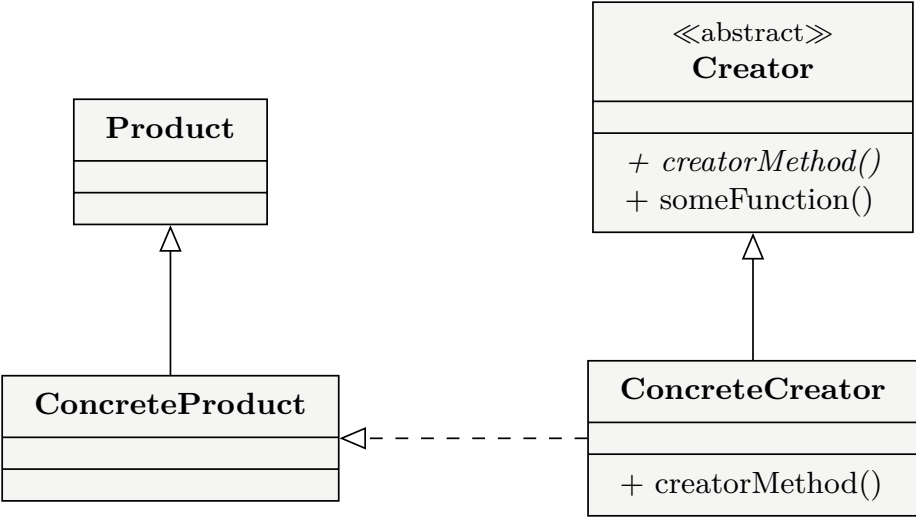 ≪abstract≫
Creator
+ creatorMethod()
+ someFunction()
Product
ConcreteProduct
ConcreteCreator
+ creatorMethod()